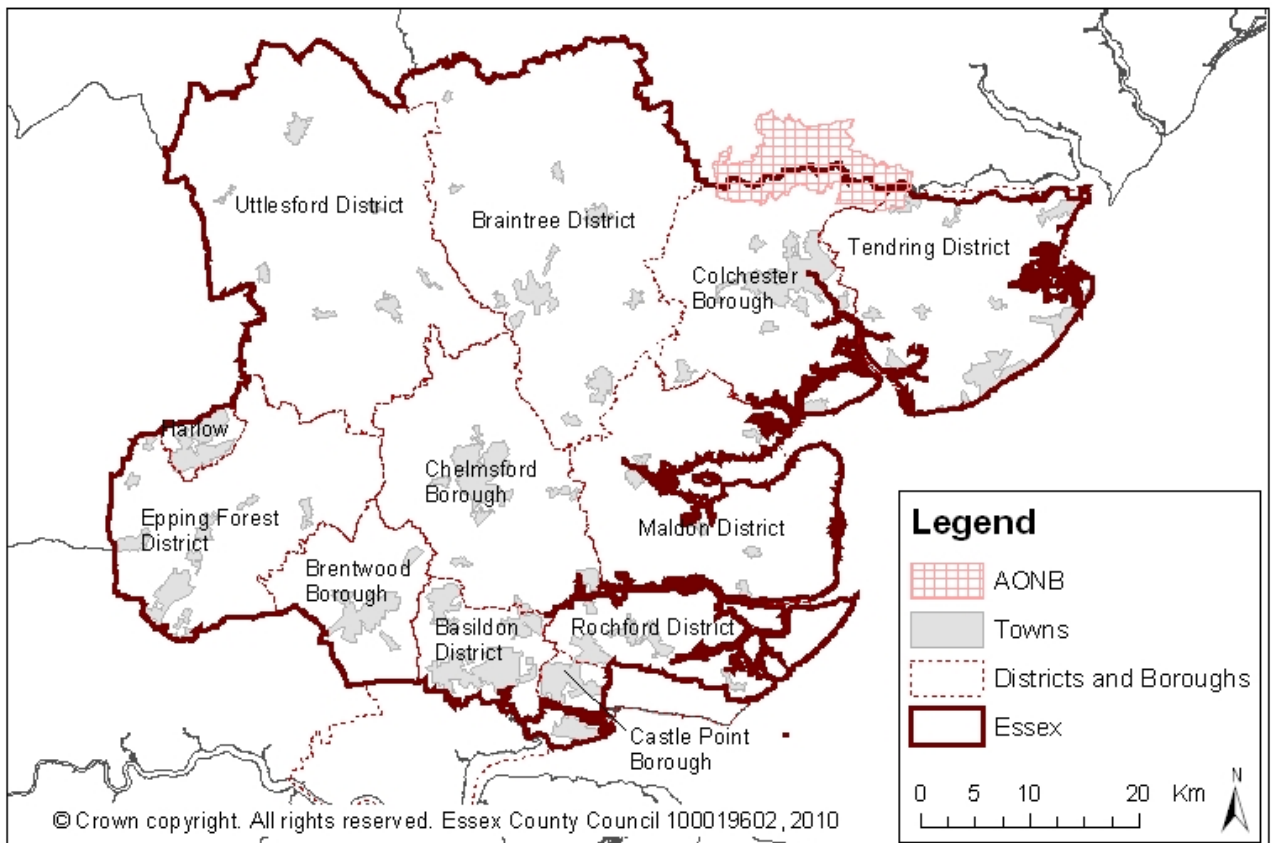 Uttlesford District
Braintree District
Tendring District
Colchester
Borough
Harlow
Chelmsford
Borough
Epping Forest
District
Maldon District
Brentwood
Borough
Basildon
District
Rochford District
Castle Point
Borough
Legend
AONB
Towns
Districts and Boroughs
Essex
N
0 5 10 20 Km
© Crown copyright. All rights reserved. Essex County Council 100019602, 2010